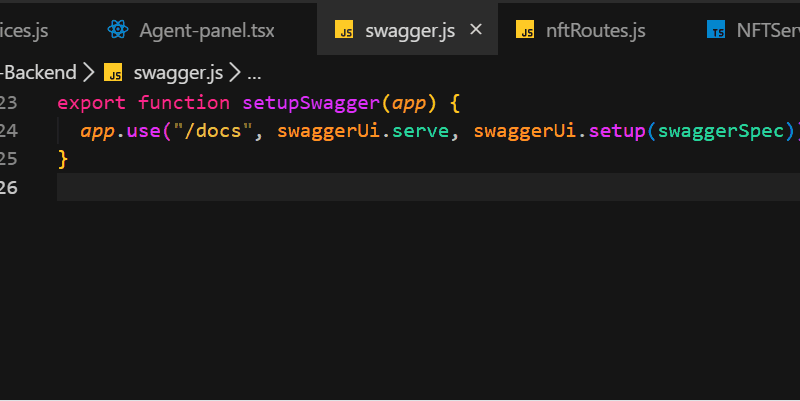 ices.js Agent-panel.tsx JS swagger.js × JS nftRoutes.js TS NFTServ
-Backend > JS swagger.js > ...
23 export function setupSwagger(app) {
24 app.use("/docs", swaggerUi.serve, swaggerUi.setup(swaggerSpec))
25 }
26